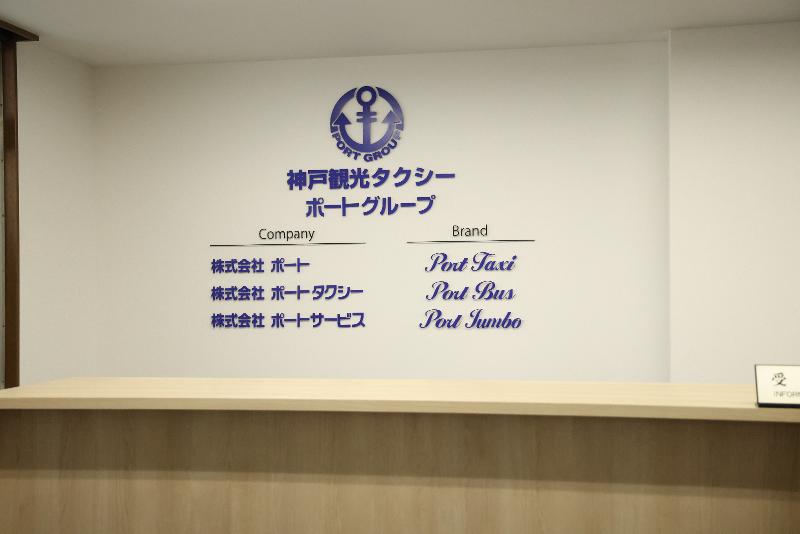 PORT GROUP
神戸観光タクシー
ポートグループ
Company
株式会社 ポート
株式会社 ポートタクシー
株式会社 ポートサービス
Brand
Port Taxi
Port Bus
Port Jumbo
受